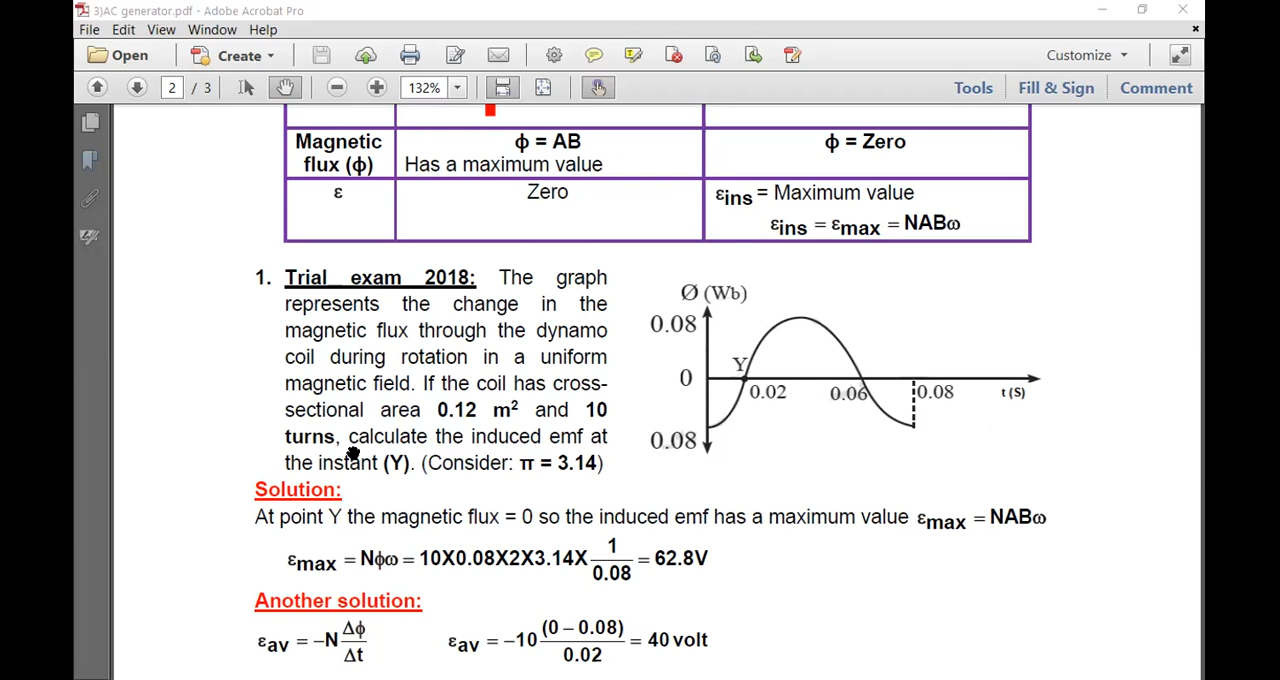 3)AC generator.pdf - Adobe Acrobat Pro
File Edit View Window Help
Open Create Customize
2 / 3 132% Tools Fill & Sign Comment
Magnetic flux (ϕ) ϕ = AB ϕ = Zero
Has a maximum value
ε Zero εins = Maximum value
εins = εmax = NABω
1. Trial exam 2018: The graph
represents the change in the
magnetic flux through the dynamo
coil during rotation in a uniform
magnetic field. If the coil has cross-
sectional area 0.12 m² and 10
turns, calculate the induced emf at
the instant (Y). (Consider: π = 3.14)
Ø (Wb)
0.08
Y
0
0.02 0.06 0.08 t (S)
0.08
Solution:
At point Y the magnetic flux = 0 so the induced emf has a maximum value εmax = NABω
εmax = Nϕω = 10X0.08X2X3.14X 1/0.08 = 62.8V
Another solution:
εav = –N Δϕ/Δt εav = –10 (0 – 0.08)/0.02 = 40 volt